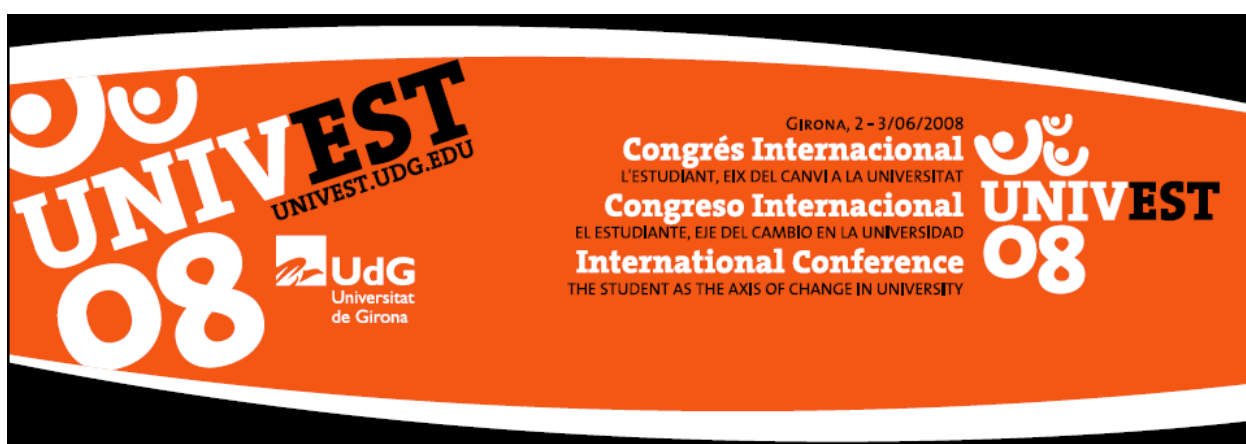 UNIVEST
UNIVEST.UDG.EDU
08
UdG
Universitat
de Girona
GIRONA, 2-3/06/2008
Congrés Internacional
L'ESTUDIANT, EIX DEL CANVI A LA UNIVERSITAT
Congreso Internacional
EL ESTUDIANTE, EJE DEL CAMBIO EN LA UNIVERSIDAD
International Conference
THE STUDENT AS THE AXIS OF CHANGE IN UNIVERSITY
UNIVEST
08